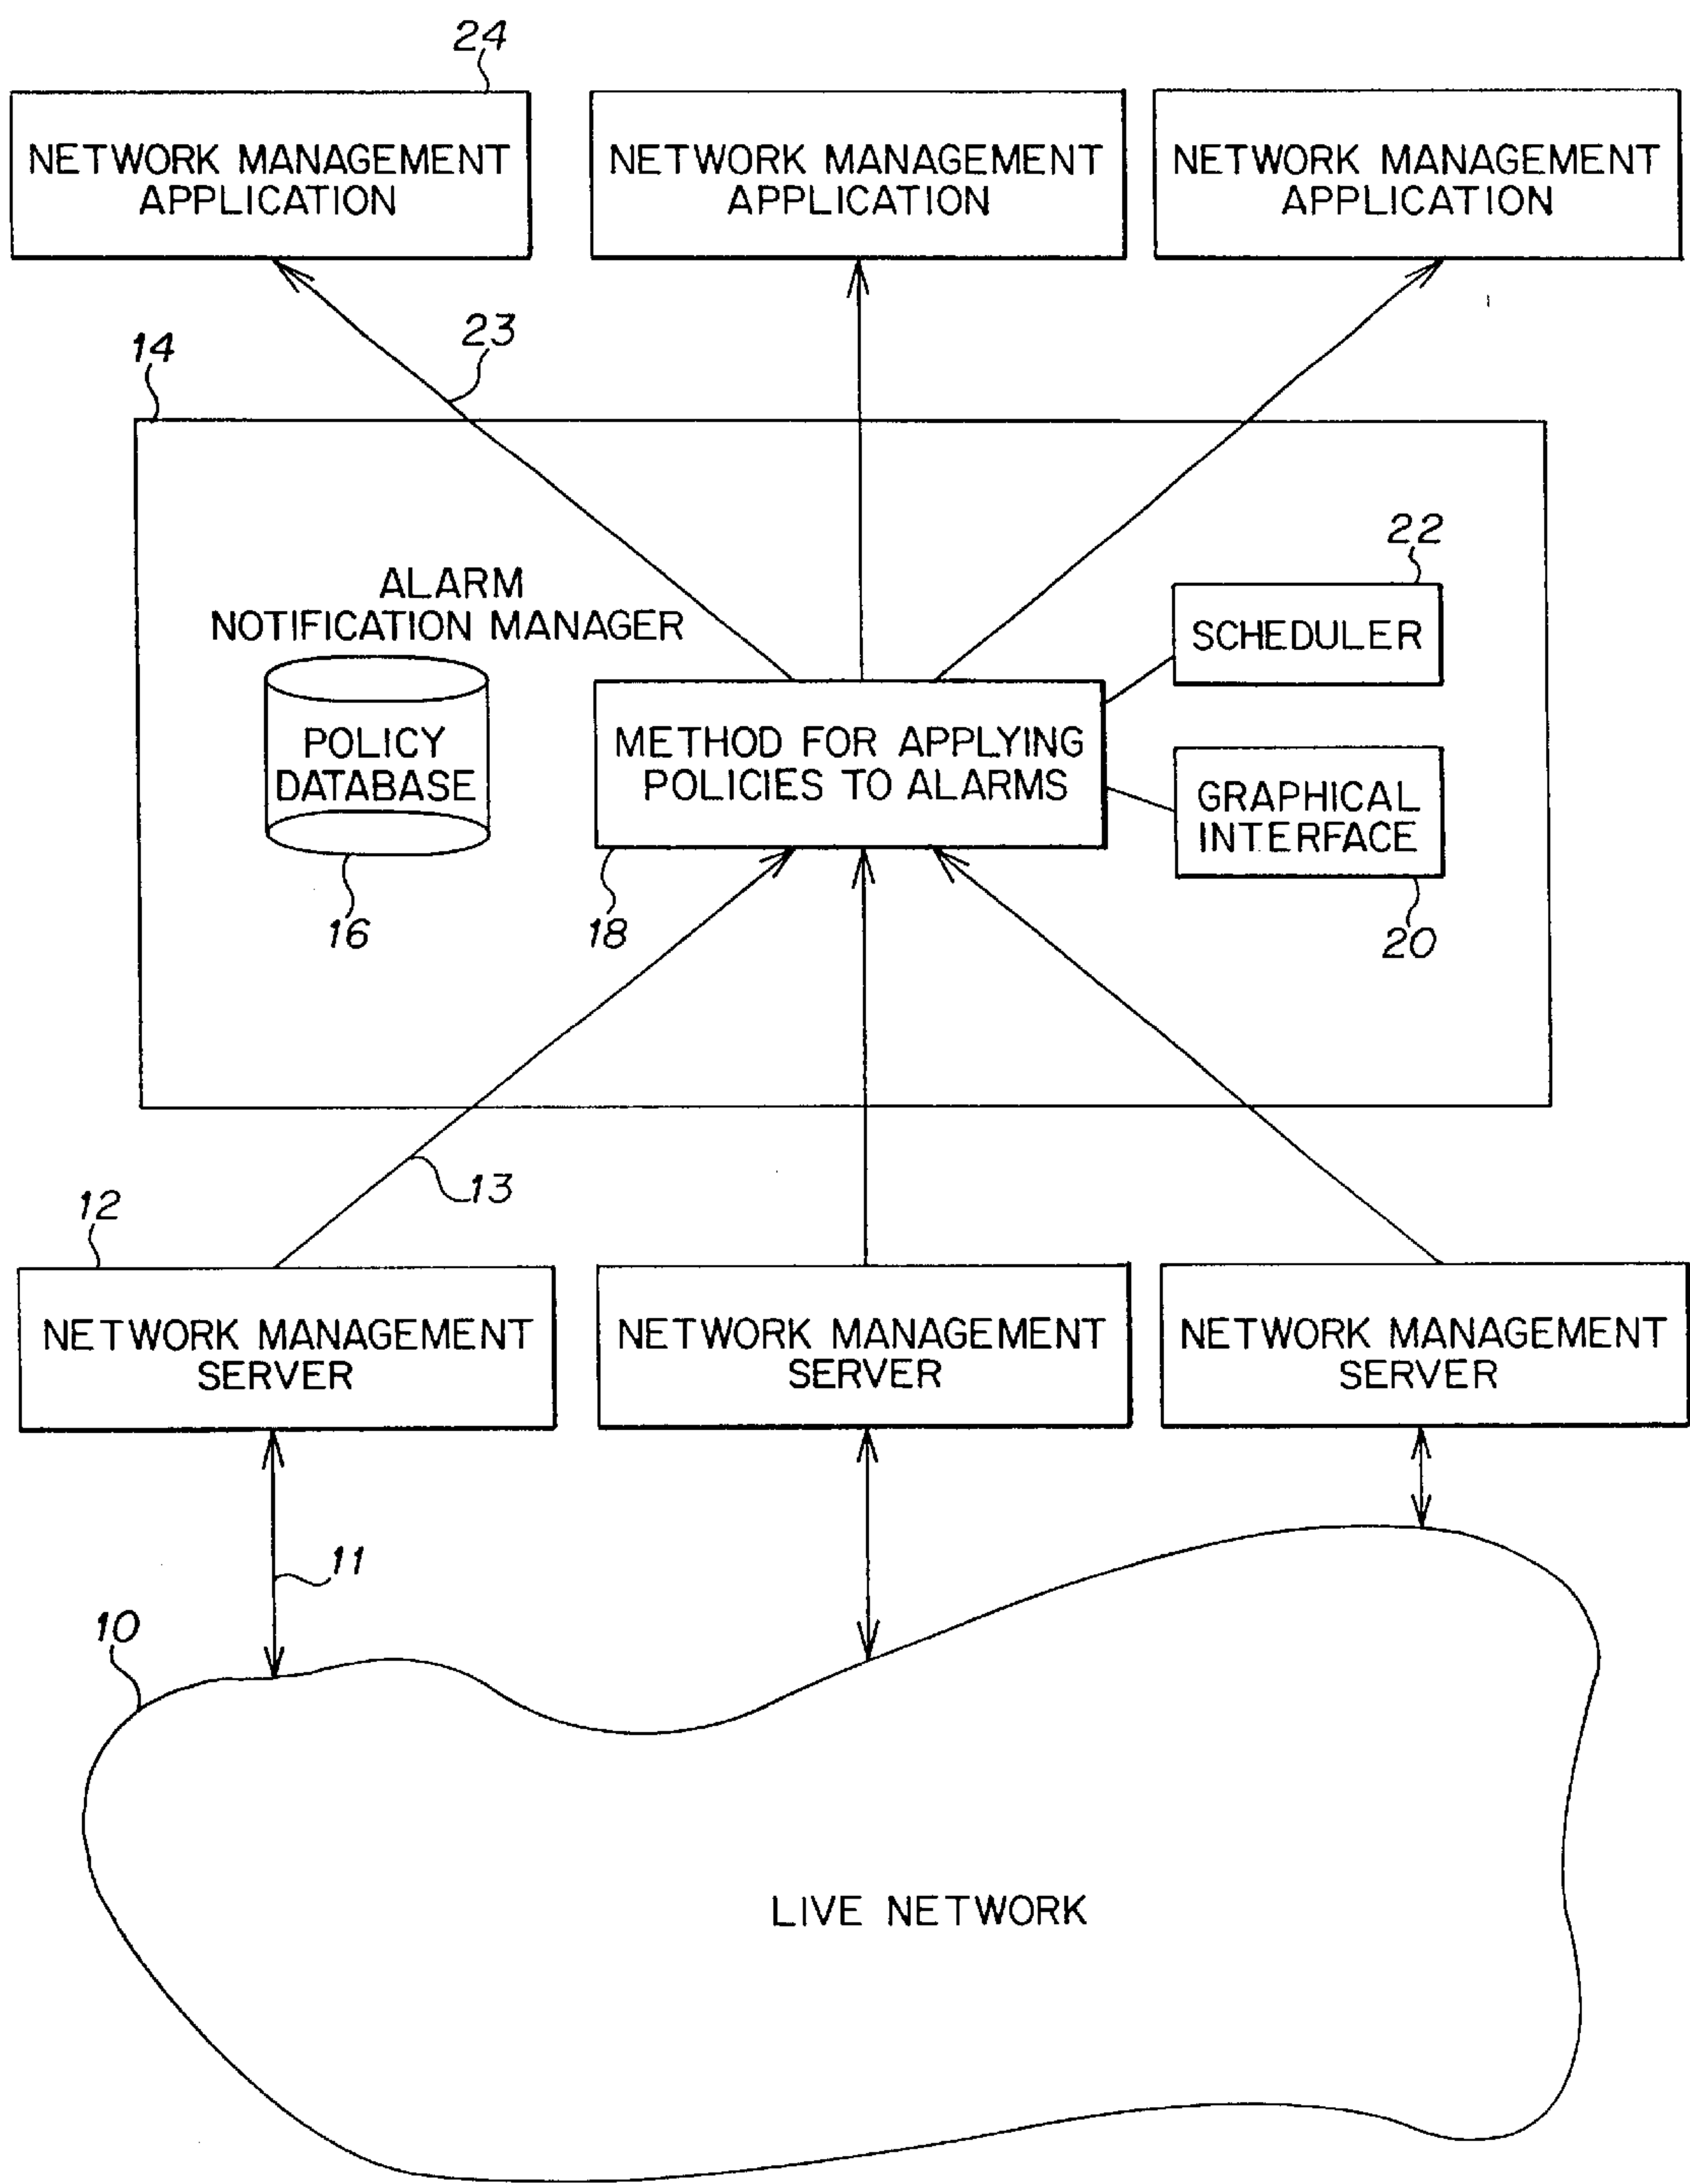 24
NETWORK MANAGEMENT
APPLICATION
NETWORK MANAGEMENT
APPLICATION
NETWORK MANAGEMENT
APPLICATION
23
14
22
ALARM
NOTIFICATION MANAGER
SCHEDULER
POLICY
DATABASE
METHOD FOR APPLYING
POLICIES TO ALARMS
GRAPHICAL
INTERFACE
16
18
20
13
12
NETWORK MANAGEMENT
SERVER
NETWORK MANAGEMENT
SERVER
NETWORK MANAGEMENT
SERVER
11
10
LIVE NETWORK